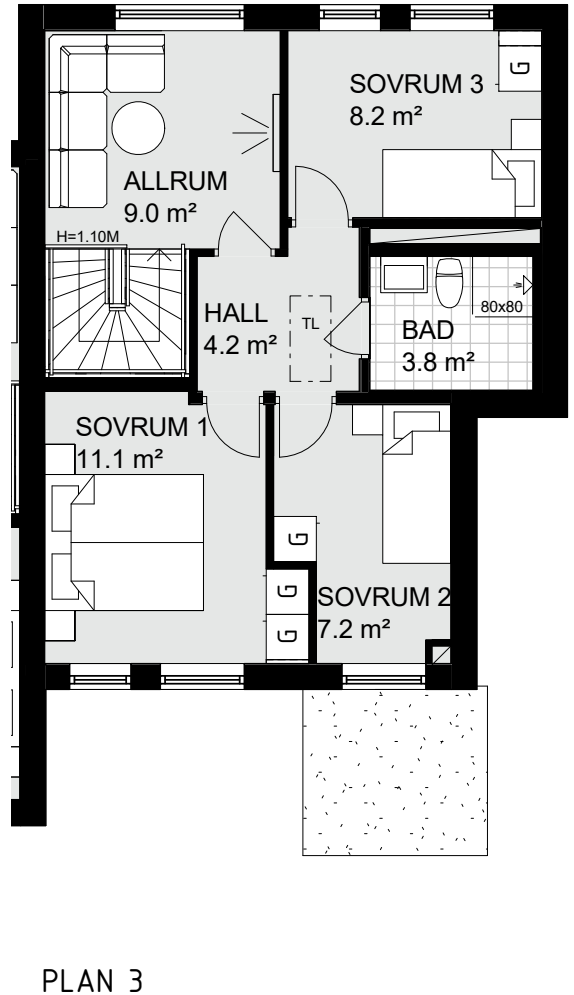 G
SOVRUM 3
8.2 m²
ALLRUM
9.0 m²
H=1.10M
HALL
4.2 m²
TL
80x80
BAD
3.8 m²
SOVRUM 1
11.1 m²
G
G
G
SOVRUM 2
7.2 m²
PLAN 3